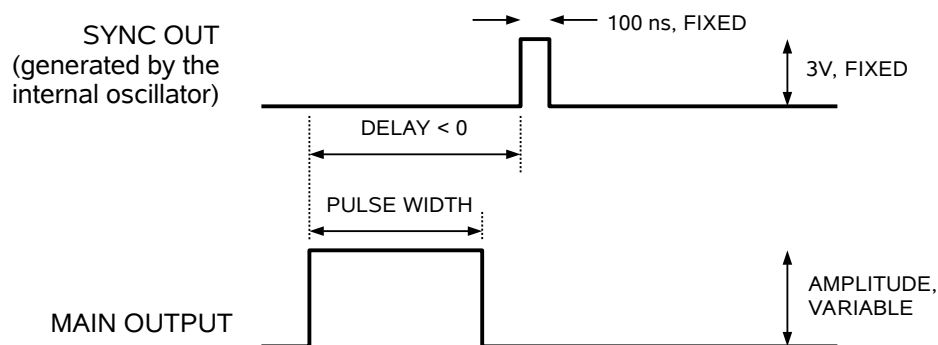 SYNC OUT
(generated by the
internal oscillator)
100 ns, FIXED
3V, FIXED
DELAY < 0
PULSE WIDTH
AMPLITUDE,
VARIABLE
MAIN OUTPUT